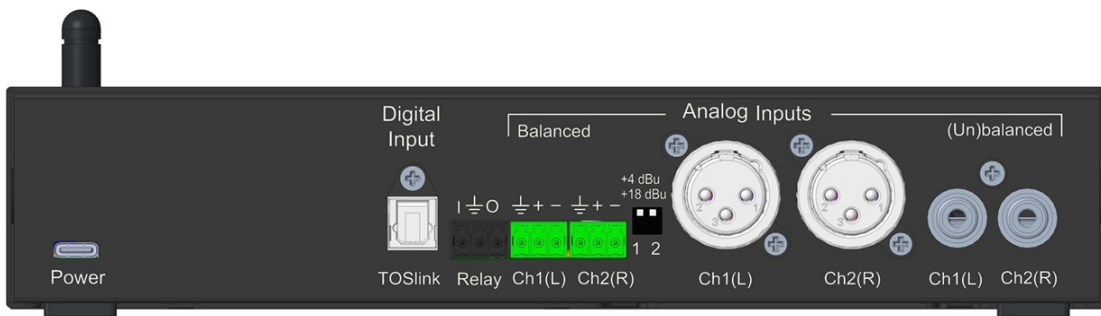 Digital
Input
Analog Inputs
Balanced
(Un)balanced
+4 dBu
+18 dBu
I ⏚ O
⏚ + −
⏚ + −
2 1
3
2 1
3
1 2
Power
TOSlink
Relay
Ch1(L)
Ch2(R)
Ch1(L)
Ch2(R)
Ch1(L)
Ch2(R)